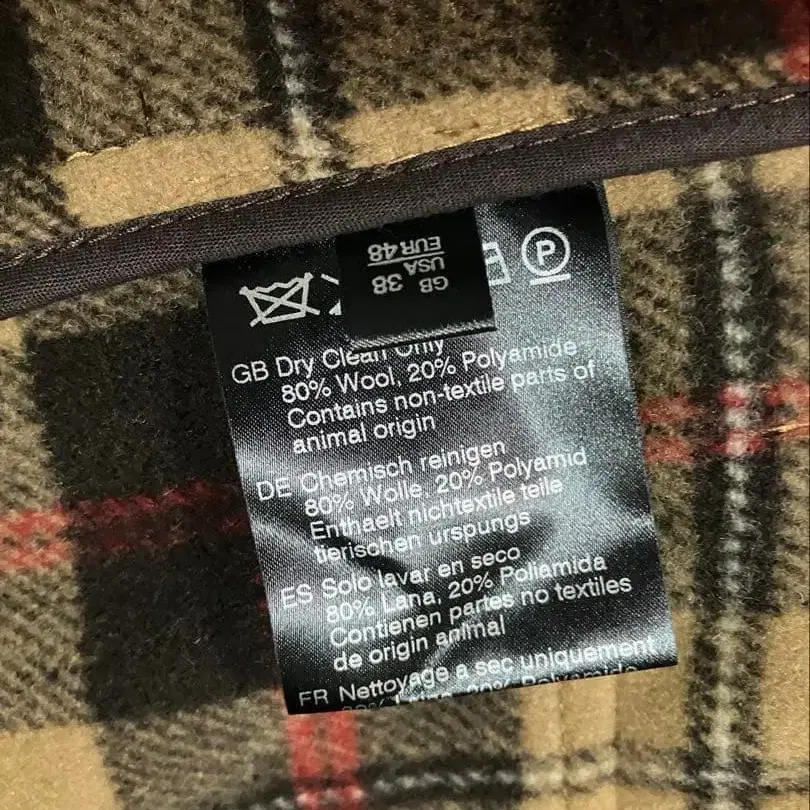 EUR 48
USA
GB 38
P
GB Dry Clean Only
80% Wool, 20% Polyamide
Contains non-textile parts of
animal origin
DE Chemisch reinigen
80% Wolle, 20% Polyamid
Enthaelt nichtextile teile
tierischen urspungs
ES Solo lavar en seco
80% Lana, 20% Poliamida
Contienen partes no textiles
de origen animal
FR Nettoyage a sec uniquement